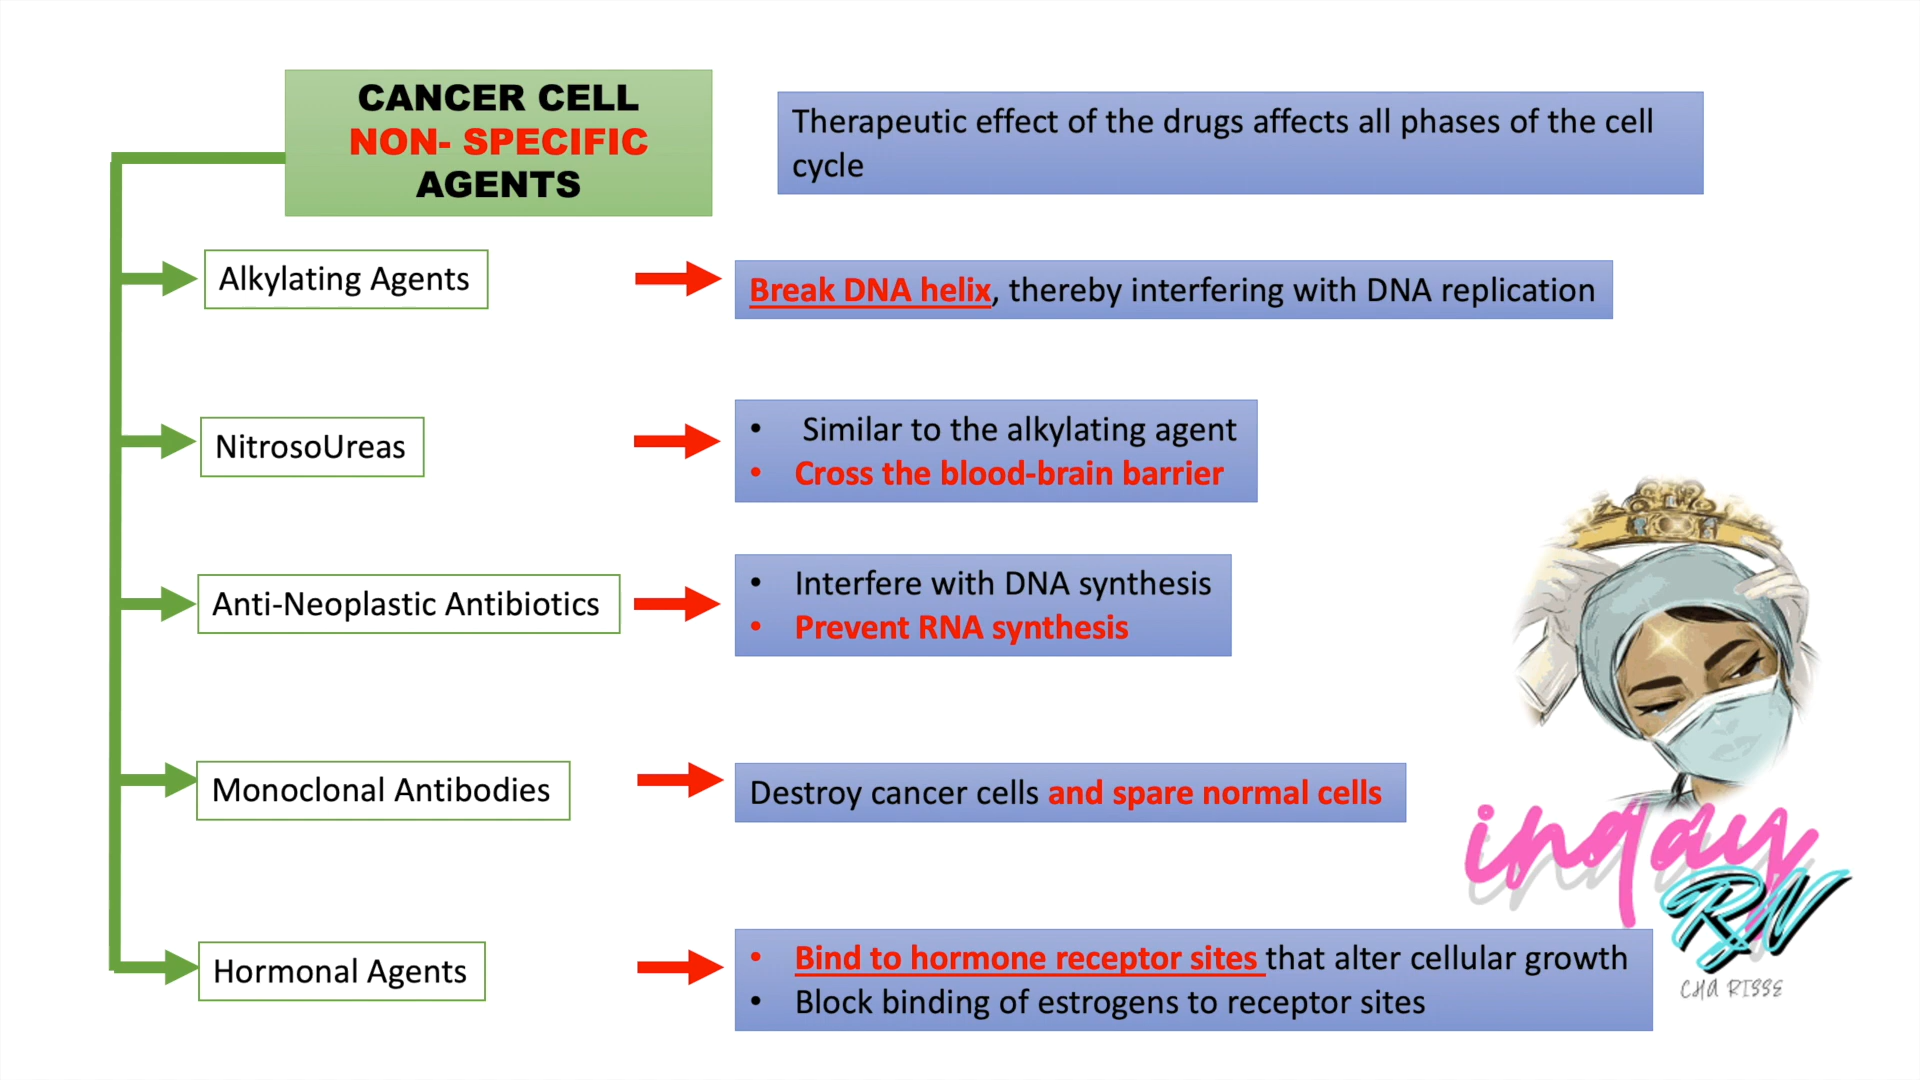 CANCER CELL
NON- SPECIFIC
AGENTS
Therapeutic effect of the drugs affects all phases of the cell
cycle
Alkylating Agents
Break DNA helix, thereby interfering with DNA replication
NitrosoUreas
• Similar to the alkylating agent
• Cross the blood-brain barrier
Anti-Neoplastic Antibiotics
• Interfere with DNA synthesis
• Prevent RNA synthesis
Monoclonal Antibodies
Destroy cancer cells and spare normal cells
Hormonal Agents
• Bind to hormone receptor sites that alter cellular growth
• Block binding of estrogens to receptor sites
inday
RN
CHA RISSE